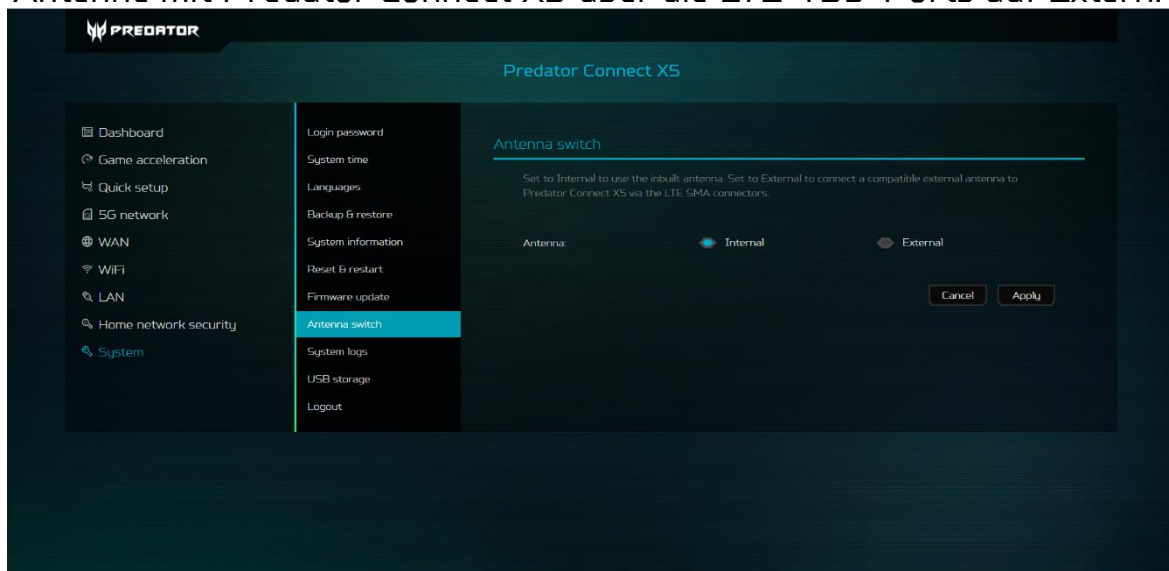 Antenne mit Predator Connect X5 über die LTE
PREDATOR
Predator Connect X5
Dashboard
Game acceleration
Quick setup
5G network
WAN
WiFi
LAN
Home network security
System
Login password
System time
Languages
Backup & restore
System information
Reset & restart
Firmware update
Antenna switch
System logs
USB storage
Logout
Antenna switch
Set to Internal to use the inbuilt antenna. Set to External to connect a compatible external antenna to
Predator Connect X5 via the LTE SMA connectors.
Antenna: Internal External
Cancel Apply